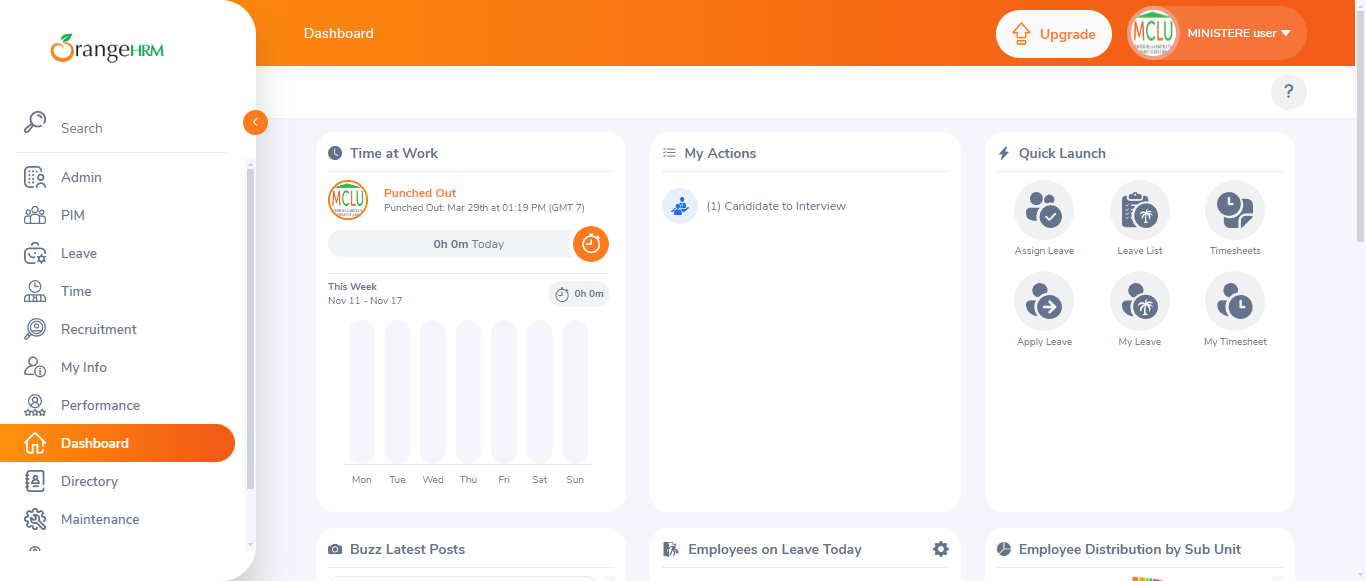 OrangeHRM
Dashboard
Upgrade
MCLU
MINISTERE user
?
Search
Admin
PIM
Leave
Time
Recruitment
My Info
Performance
Dashboard
Directory
Maintenance
Time at Work
MCLU
Punched Out
Punched Out: Mar 29th at 01:19 PM (GMT 7)
0h 0m Today
This Week
Nov 11 - Nov 17
0h 0m
Mon Tue Wed Thu Fri Sat Sun
My Actions
(1) Candidate to Interview
Quick Launch
Assign Leave Leave List Timesheets
Apply Leave My Leave My Timesheet
Buzz Latest Posts
Employees on Leave Today
Employee Distribution by Sub Unit